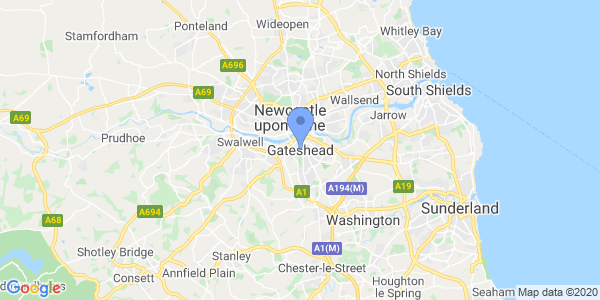 Ponteland
Newbiggin
Whitley Bay
Stamfordham
A696
North Shields
A69
Wallsend
South Shields
A69
Newcastle
upon Tyne
Jarrow
Prudhoe
Swalwell
Gateshead
A1
A194(M)
A19
A694
Washington
Sunderland
A68
Shotley Bridge
Stanley
A1(M)
Consett
Annfield Plain
Chester-le-Street
Houghton
le Spring
Seaham
Google
Map data ©2020